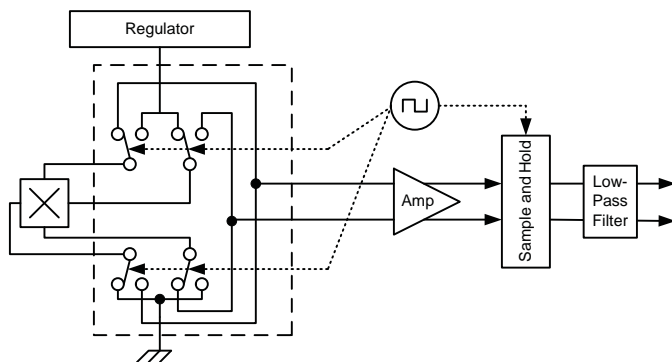 Regulator
Amp
Sample and Hold
Low-
Pass
Filter